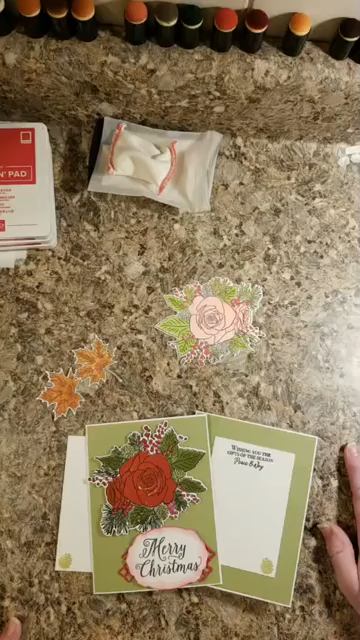 N' PAD
WISHING YOU THE
GIFTS OF THE SEASON
Peace & Joy
Merry
Christmas